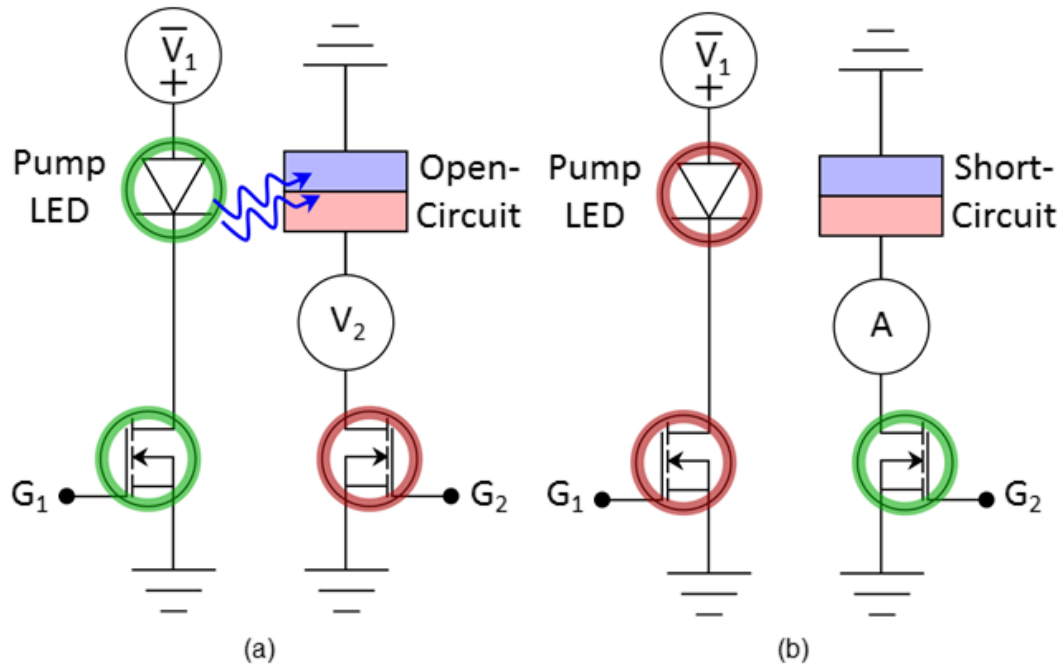 V̅₁
+
Pump
LED
Open-
Circuit
V₂
G₁
G₂
(a)
V̅₁
+
Pump
LED
Short-
Circuit
A
G₁
G₂
(b)